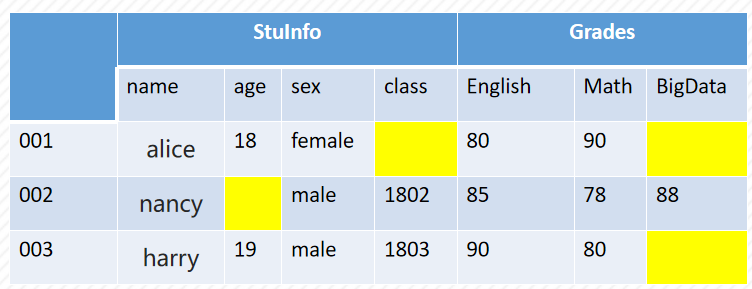 StuInfo Grades
name age sex class English Math BigData
001 alice 18 female 80 90
002 nancy male 1802 85 78 88
003 harry 19 male 1803 90 80